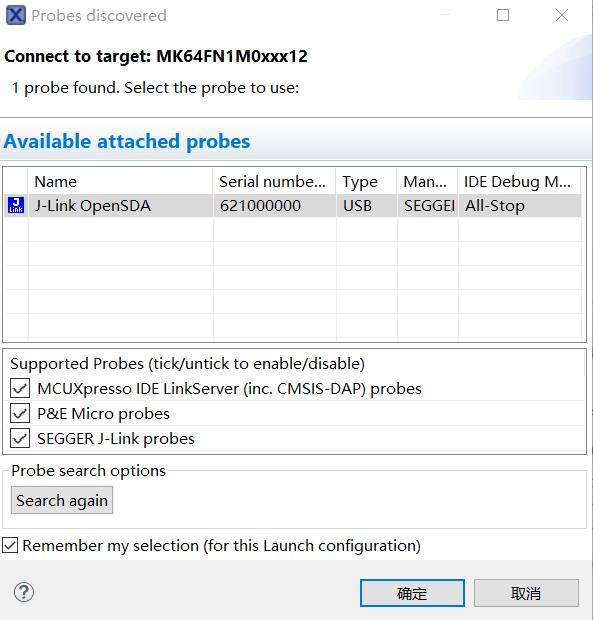 Probes discovered
Connect to target: MK64FN1M0xxx12
1 probe found. Select the probe to use:
Available attached probes
Name Serial numbe... Type Man... IDE Debug M...
J-Link OpenSDA 621000000 USB SEGGEI All-Stop
Supported Probes (tick/untick to enable/disable)
MCUXpresso IDE LinkServer (inc. CMSIS-DAP) probes
P&E Micro probes
SEGGER J-Link probes
Probe search options
Search again
Remember my selection (for this Launch configuration)
确定 取消